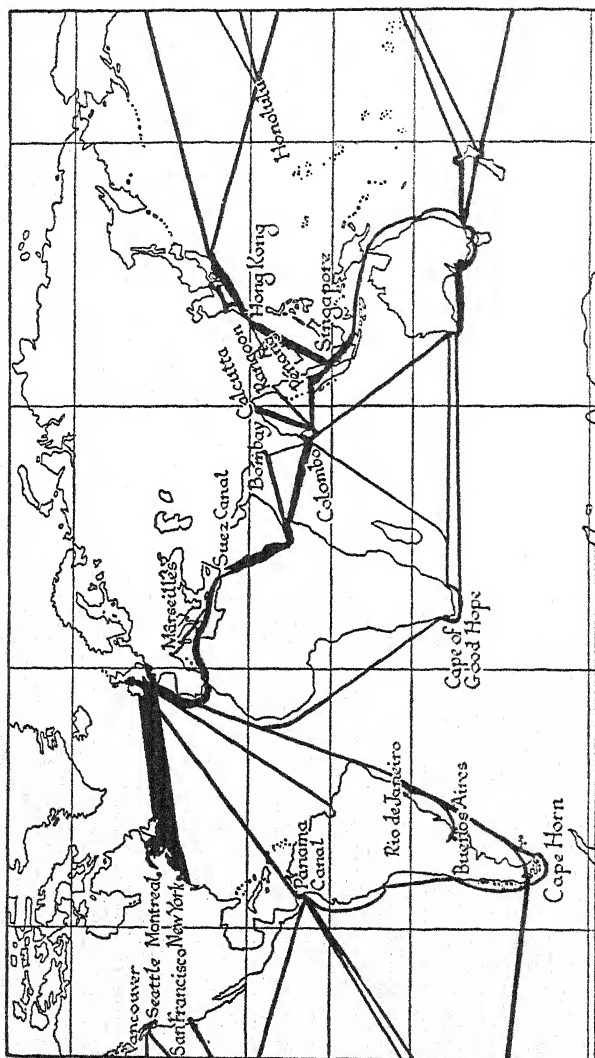 Vancouver
Seattle
San Francisco
Montreal
New York
Panama
Canal
Rio de Janeiro
Buenos Aires
Cape Horn
Marseilles
Suez Canal
Cape of
Good Hope
Bombay
Colombo
Calcutta
Rangoon
Penang
Singapore
Hong Kong
Honolulu